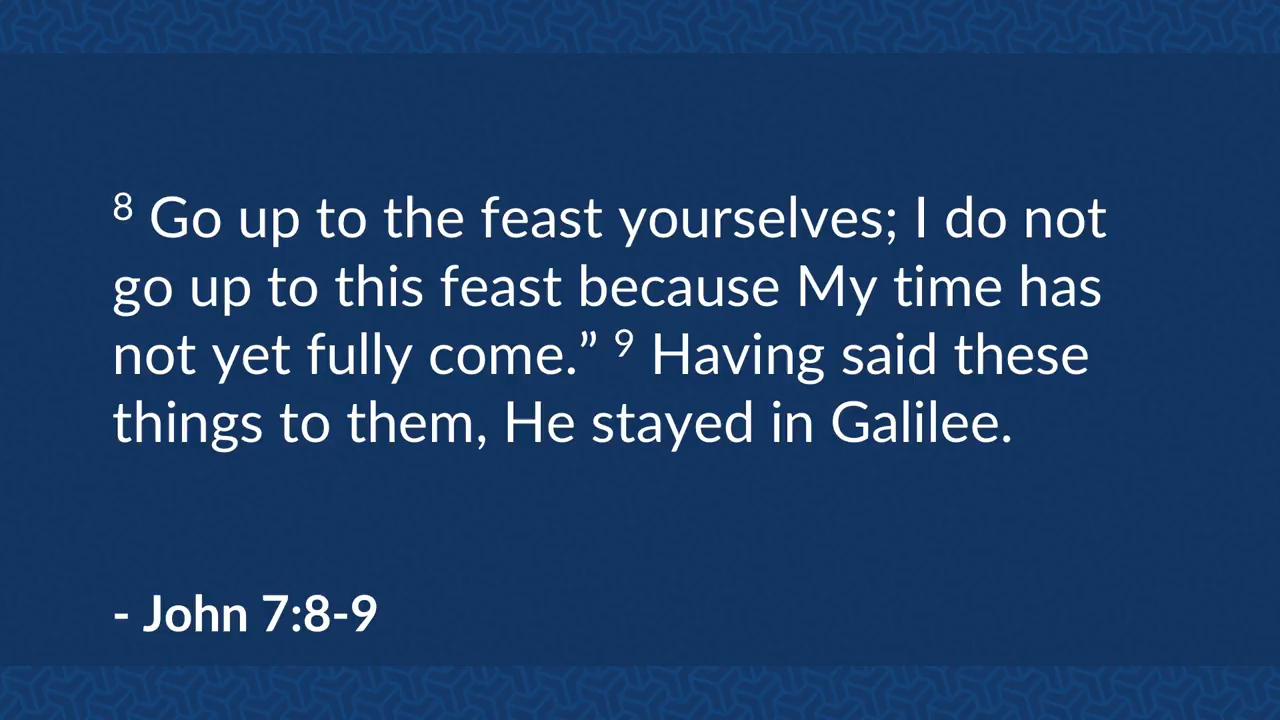 ⁸ Go up to the feast yourselves; I do not
go up to this feast because My time has
not yet fully come.” ⁹ Having said these
things to them, He stayed in Galilee.
- John 7:8-9